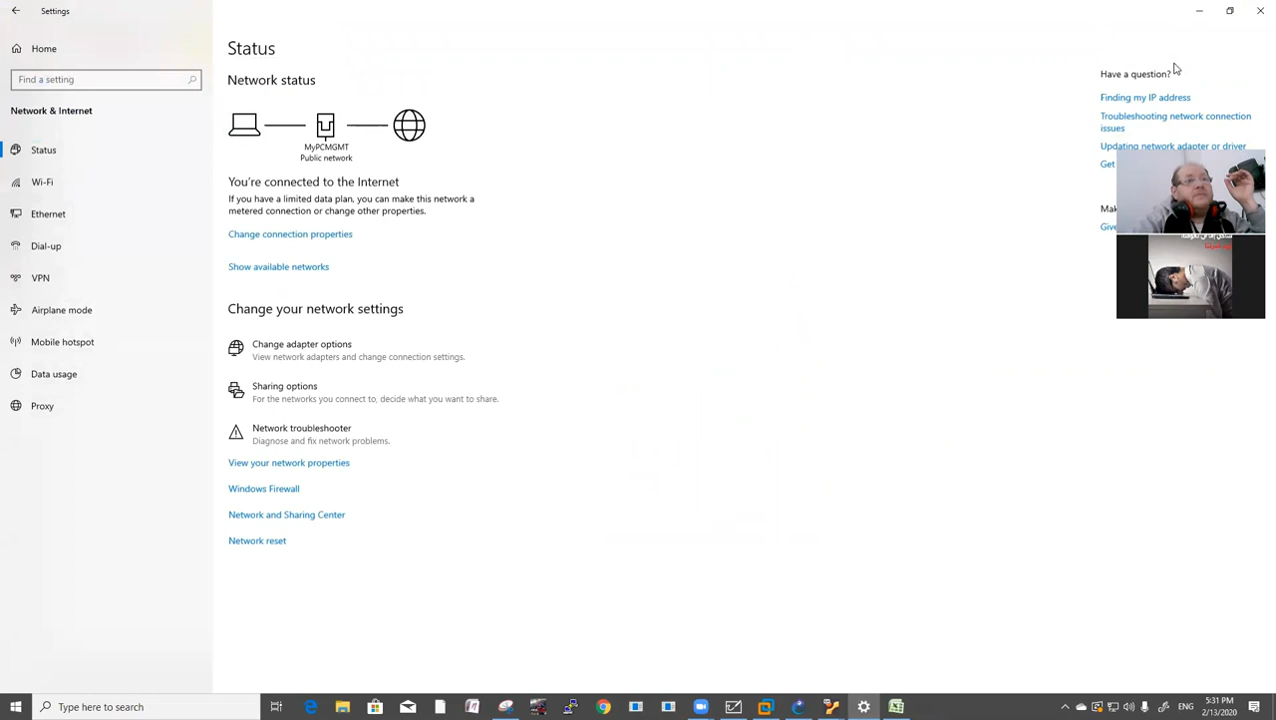 Settings
Home
Find a setting
Network & Internet
Status
Wi-Fi
Ethernet
Dial-up
VPN
Airplane mode
Mobile hotspot
Data usage
Proxy
Status
Network status
MyPCMGMT
Public network
You're connected to the Internet
If you have a limited data plan, you can make this network a
metered connection or change other properties.
Change connection properties
Show available networks
Change your network settings
Change adapter options
View network adapters and change connection settings.
Sharing options
For the networks you connect to, decide what you want to share.
Network troubleshooter
Diagnose and fix network problems.
View your network properties
Windows Firewall
Network and Sharing Center
Network reset
Have a question?
Finding my IP address
Troubleshooting network connection
issues
Updating network adapter or driver
Get
Type here to search
ENG
5:31 PM
2/13/2020